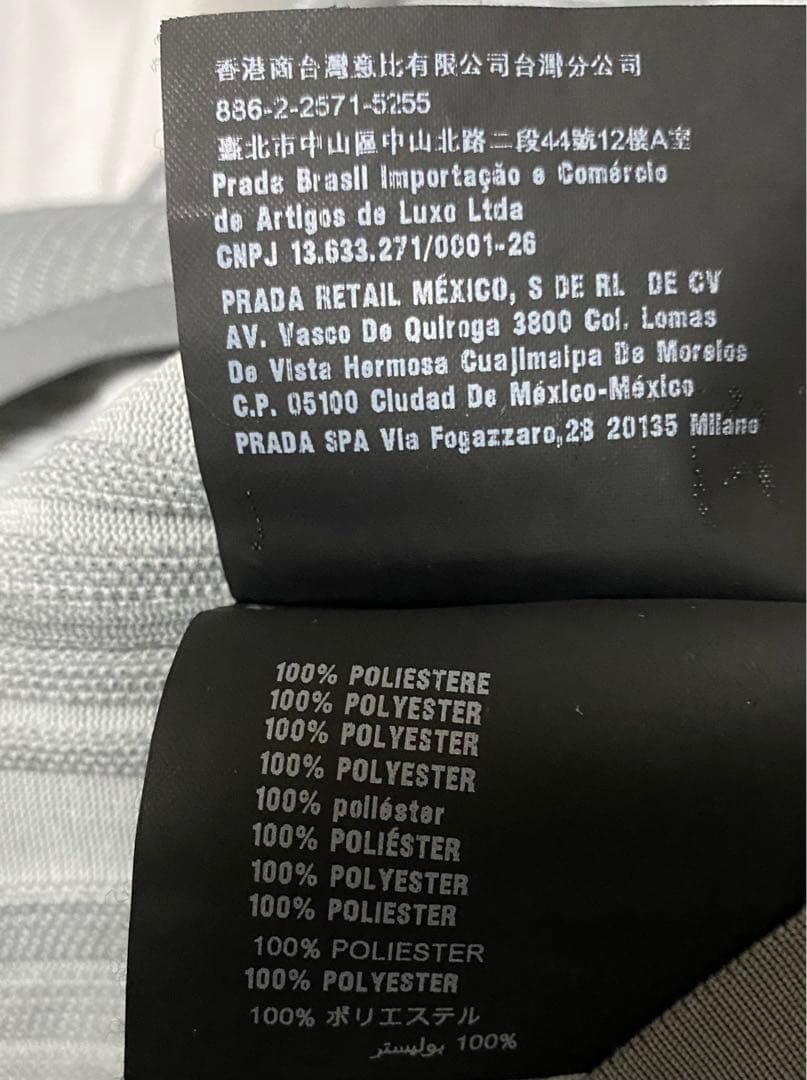 香港商台灣意比有限公司台灣分公司
886-2-2571-5255
臺北市中山區中山北路二段44號12樓A室
Prada Brasil Importação e Comércio
de Artigos de Luxo Ltda
CNPJ 13.633.271/0001-26
PRADA RETAIL MÉXICO, S DE RL DE CV
AV. Vasco De Quiroga 3800 Col. Lomas
De Vista Hermosa Cuajimalpa De Morelos
C.P. 05100 Ciudad De México-México
PRADA SPA Via Fogazzaro,28 20135 Milano
100% POLIESTERE
100% POLYESTER
100% POLYESTER
100% POLYESTER
100% poliéster
100% POLIÉSTER
100% POLYESTER
100% POLIESTER
100% POLIESTER
100% POLYESTER
100% ポリエステル
100% بوليستر